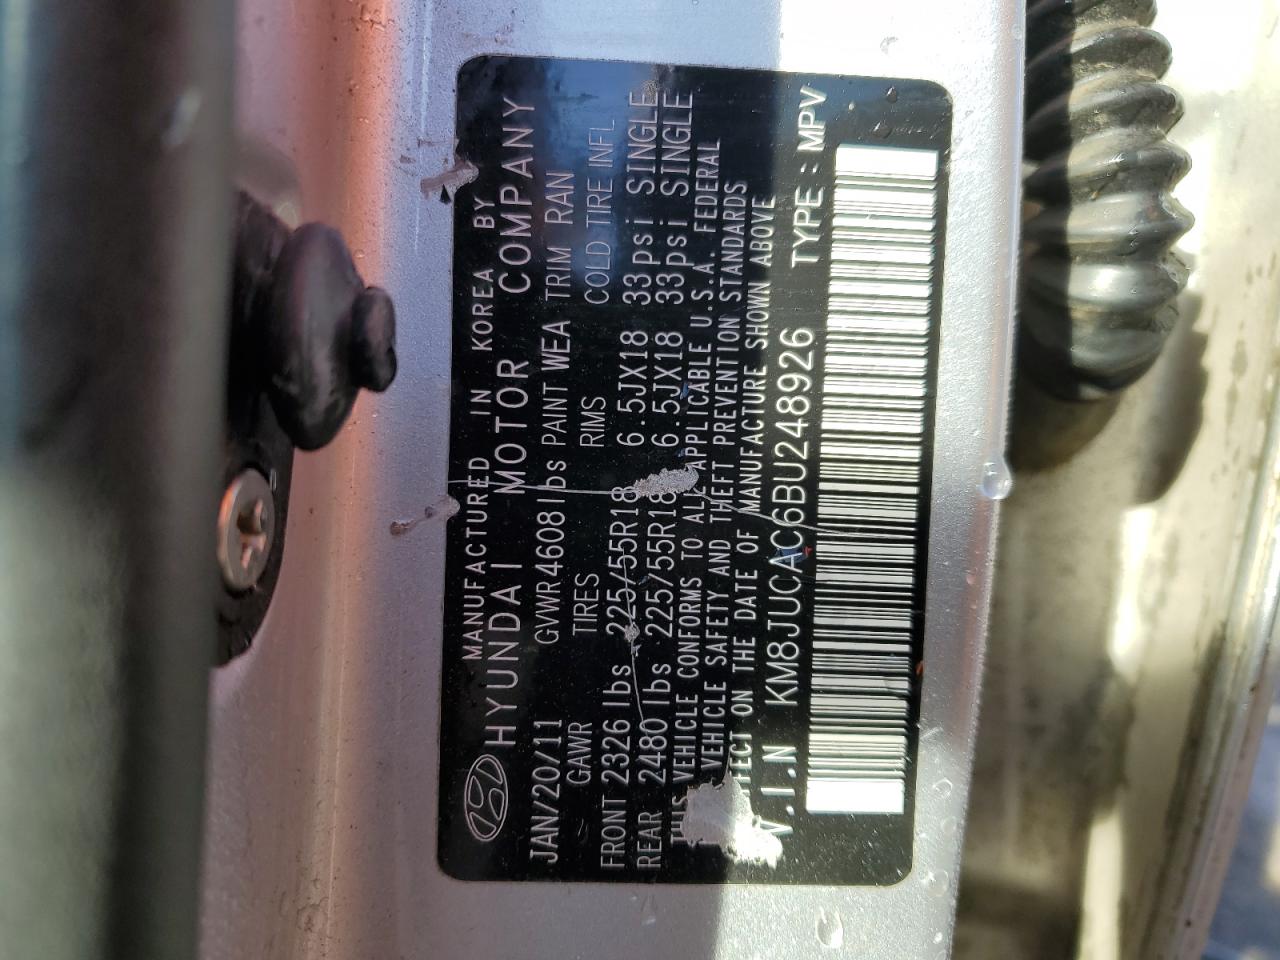 MANUFACTURED IN KOREA BY
HYUNDAI MOTOR COMPANY
JAN/20/11 GVWR 4608 lbs PAINT WEA TRIM RAN
GAWR TIRES RIMS COLD TIRE INFL
FRONT 2326 lbs 225/55R18 6.5JX18 33psi SINGLE
REAR 2480 lbs 225/55R18 6.5JX18 33psi SINGLE
THIS VEHICLE CONFORMS TO ALL APPLICABLE U.S.A. FEDERAL
VEHICLE SAFETY AND THEFT PREVENTION STANDARDS
ON THE DATE OF MANUFACTURE SHOWN ABOVE
V.I.N KM8JUCAC6BU248926 TYPE : MPV